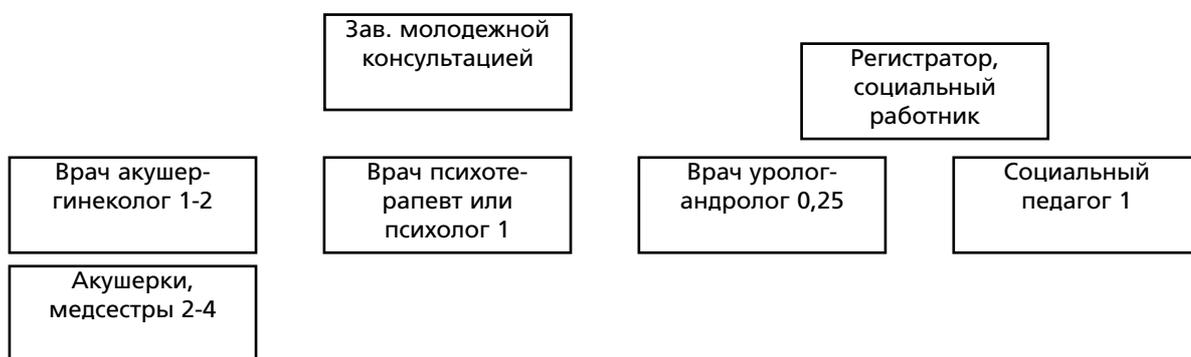 Зав. молодежной
консультацией
Регистратор,
социальный
работник
Врач акушер-
гинеколог 1-2
Врач психоте-
рапевт или
психолог 1
Врач уролог-
андролог 0,25
Социальный
педагог 1
Акушерки,
медсестры 2-4